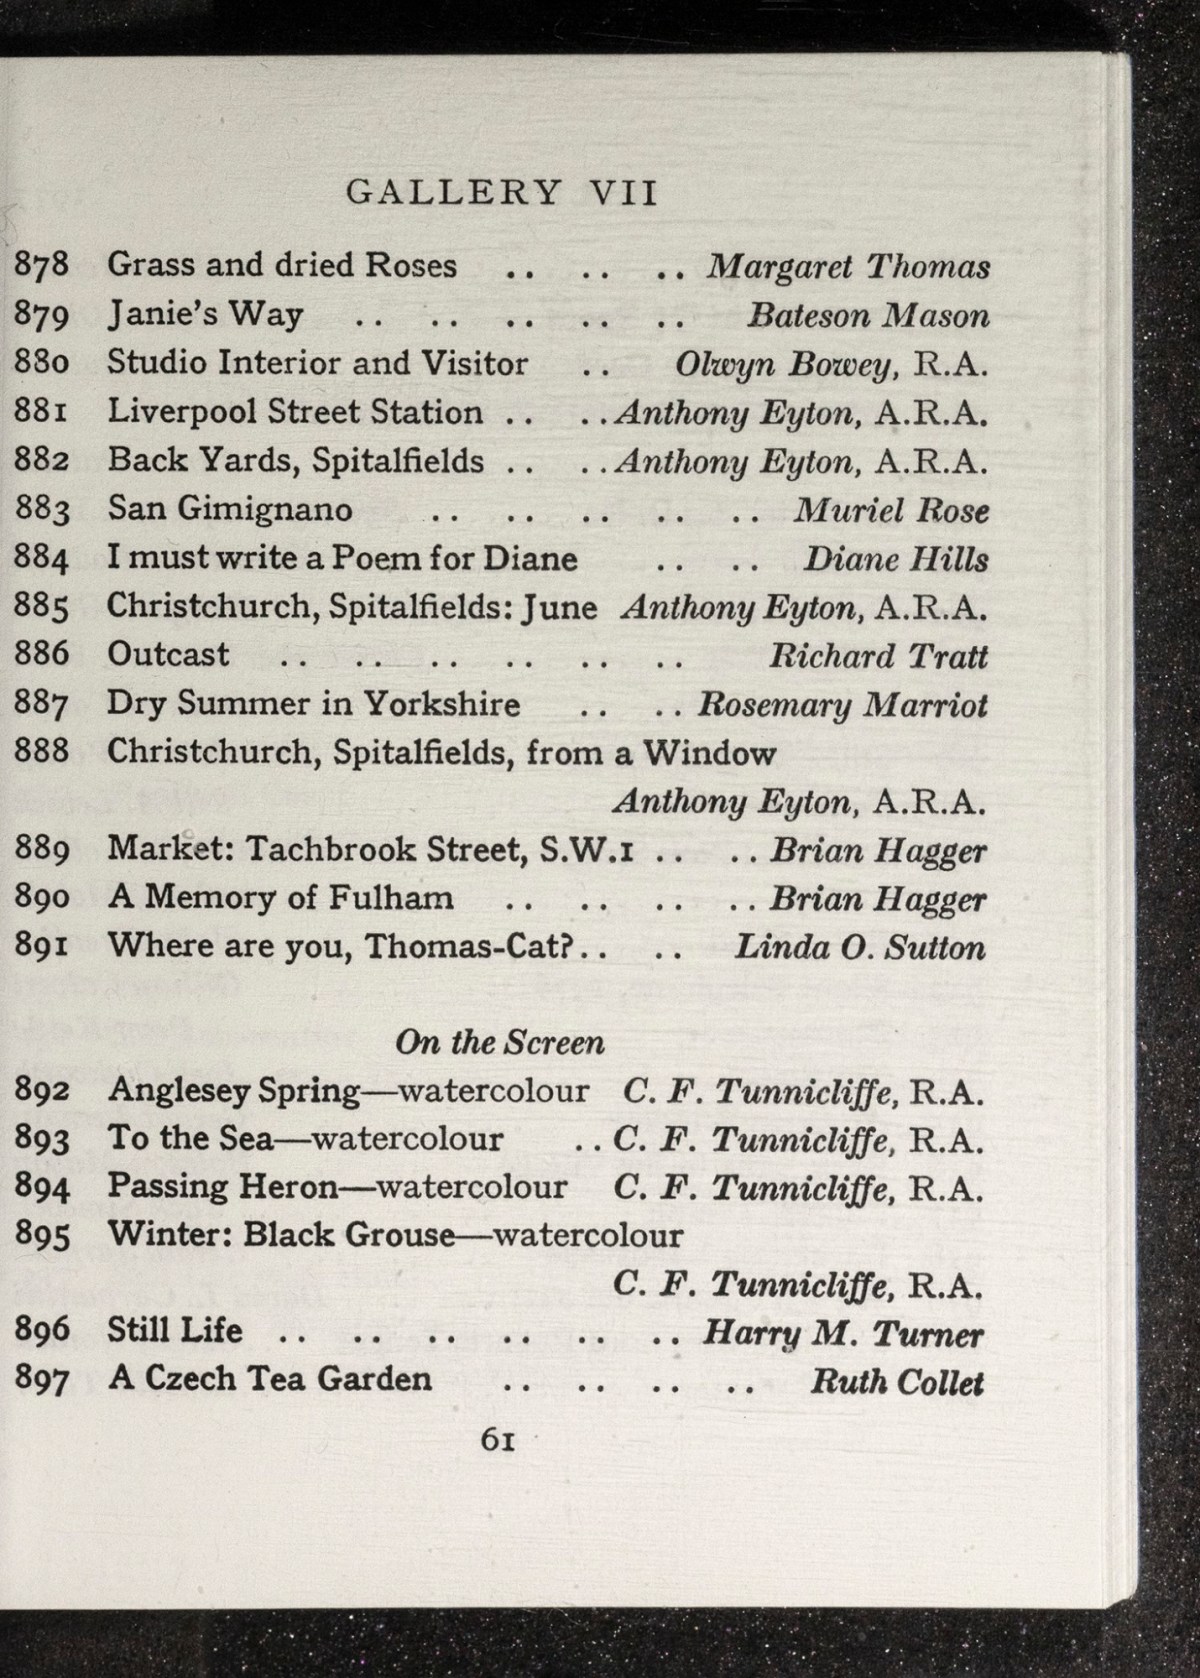 GALLERY VII
878 Grass and dried Roses .. .. .. Margaret Thomas
879 Janie's Way .. .. .. .. .. Bateson Mason
880 Studio Interior and Visitor .. Olwyn Bowey, R.A.
881 Liverpool Street Station .. .. Anthony Eyton, A.R.A.
882 Back Yards, Spitalfields .. .. Anthony Eyton, A.R.A.
883 San Gimignano .. .. .. .. .. Muriel Rose
884 I must write a Poem for Diane .. .. Diane Hills
885 Christchurch, Spitalfields: June Anthony Eyton, A.R.A.
886 Outcast .. .. .. .. .. .. Richard Tratt
887 Dry Summer in Yorkshire .. .. Rosemary Marriot
888 Christchurch, Spitalfields, from a Window
Anthony Eyton, A.R.A.
889 Market: Tachbrook Street, S.W.1 .. .. Brian Hagger
890 A Memory of Fulham .. .. .. .. Brian Hagger
891 Where are you, Thomas-Cat? .. .. Linda O. Sutton
On the Screen
892 Anglesey Spring—watercolour C. F. Tunnicliffe, R.A.
893 To the Sea—watercolour .. C. F. Tunnicliffe, R.A.
894 Passing Heron—watercolour C. F. Tunnicliffe, R.A.
895 Winter: Black Grouse—watercolour
C. F. Tunnicliffe, R.A.
896 Still Life .. .. .. .. .. .. Harry M. Turner
897 A Czech Tea Garden .. .. .. .. Ruth Collet
61